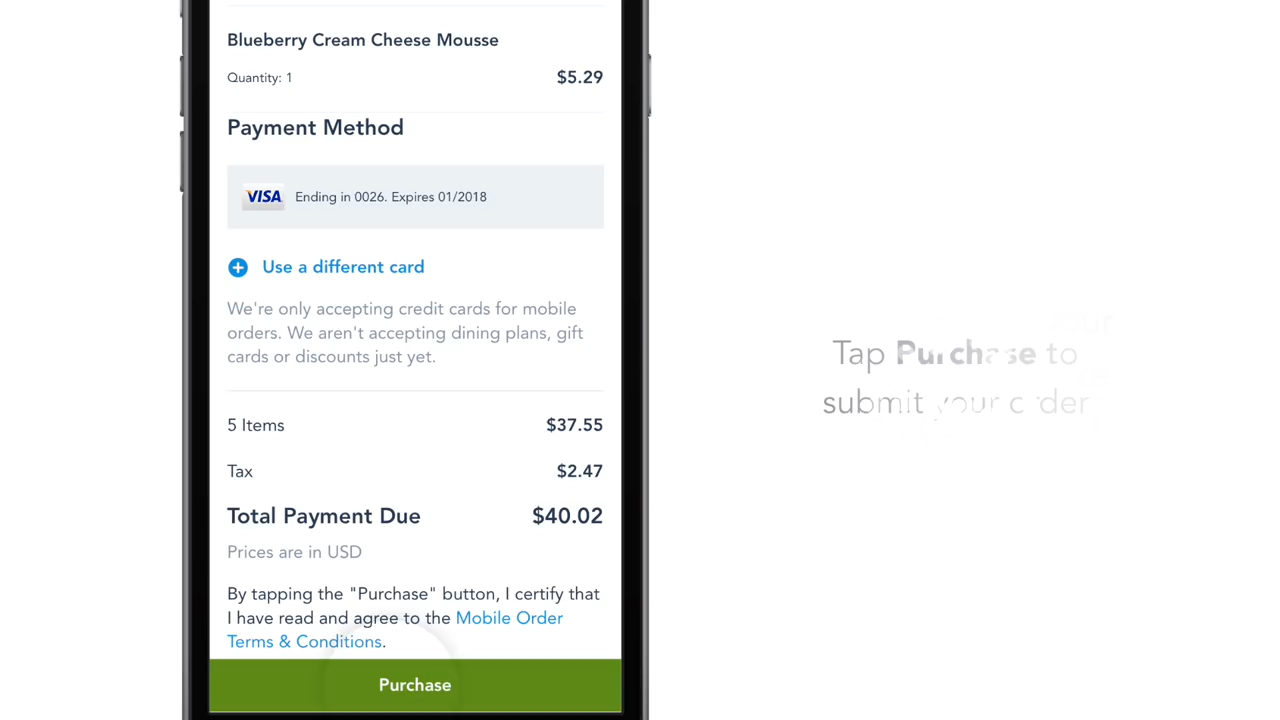 Blueberry Cream Cheese Mousse
Quantity: 1 $5.29
Payment Method
VISA Ending in 0026. Expires 01/2018
Use a different card
We're only accepting credit cards for mobile
orders. We aren't accepting dining plans, gift
cards or discounts just yet.
5 Items $37.55
Tax $2.47
Total Payment Due $40.02
Prices are in USD
By tapping the "Purchase" button, I certify that
I have read and agree to the Mobile Order
Terms & Conditions.
Purchase
Tap Purchase to
submit your order